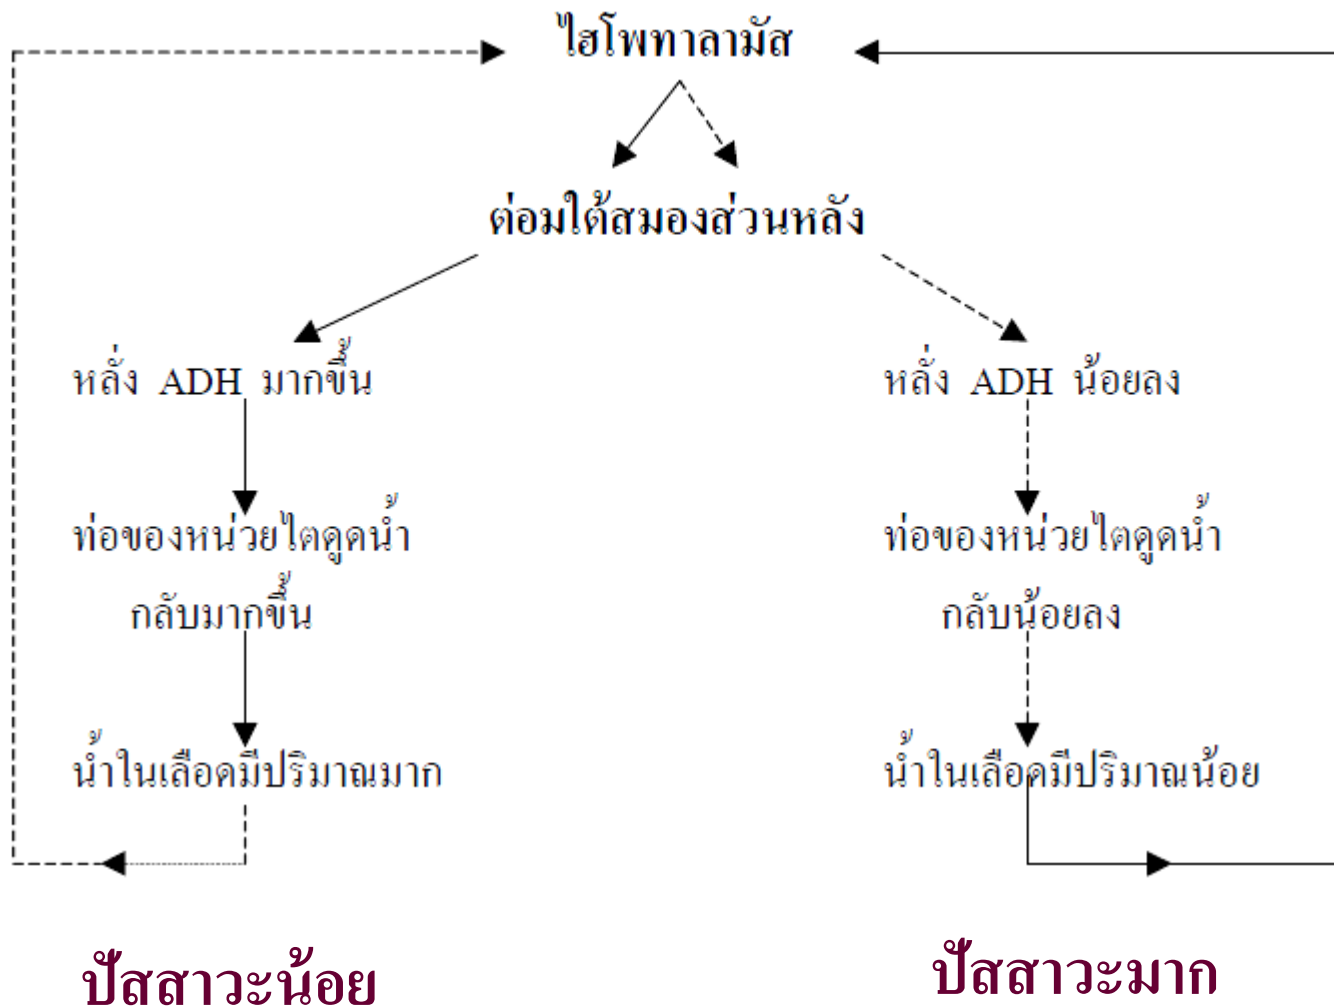 ไฮโพทาลามัส
ต่อมใต้สมองส่วนหลัง
หลั่ง ADH มากขึ้น
ท่อของหน่วยไตดูดน้ำ
กลับมากขึ้น
น้ำในเลือดมีปริมาณมาก
ปัสสาวะน้อย
หลั่ง ADH น้อยลง
ท่อของหน่วยไตดูดน้ำ
กลับน้อยลง
น้ำในเลือดมีปริมาณน้อย
ปัสสาวะมาก